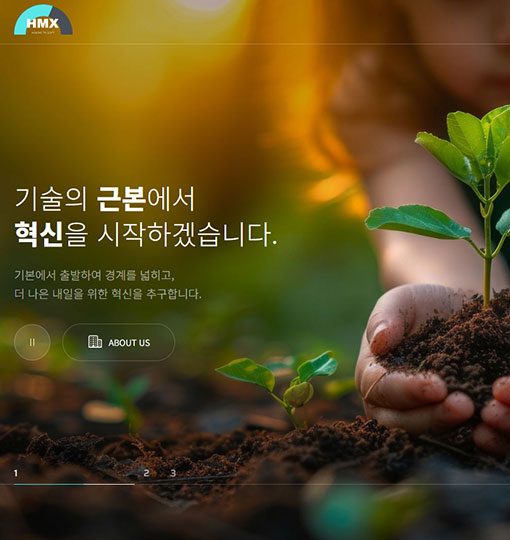 HMX
기술의 근본에서
혁신을 시작하겠습니다.
기본에서 출발하여 경계를 넓히고,
더 나은 내일을 위한 혁신을 추구합니다.
ABOUT US
1 2 3